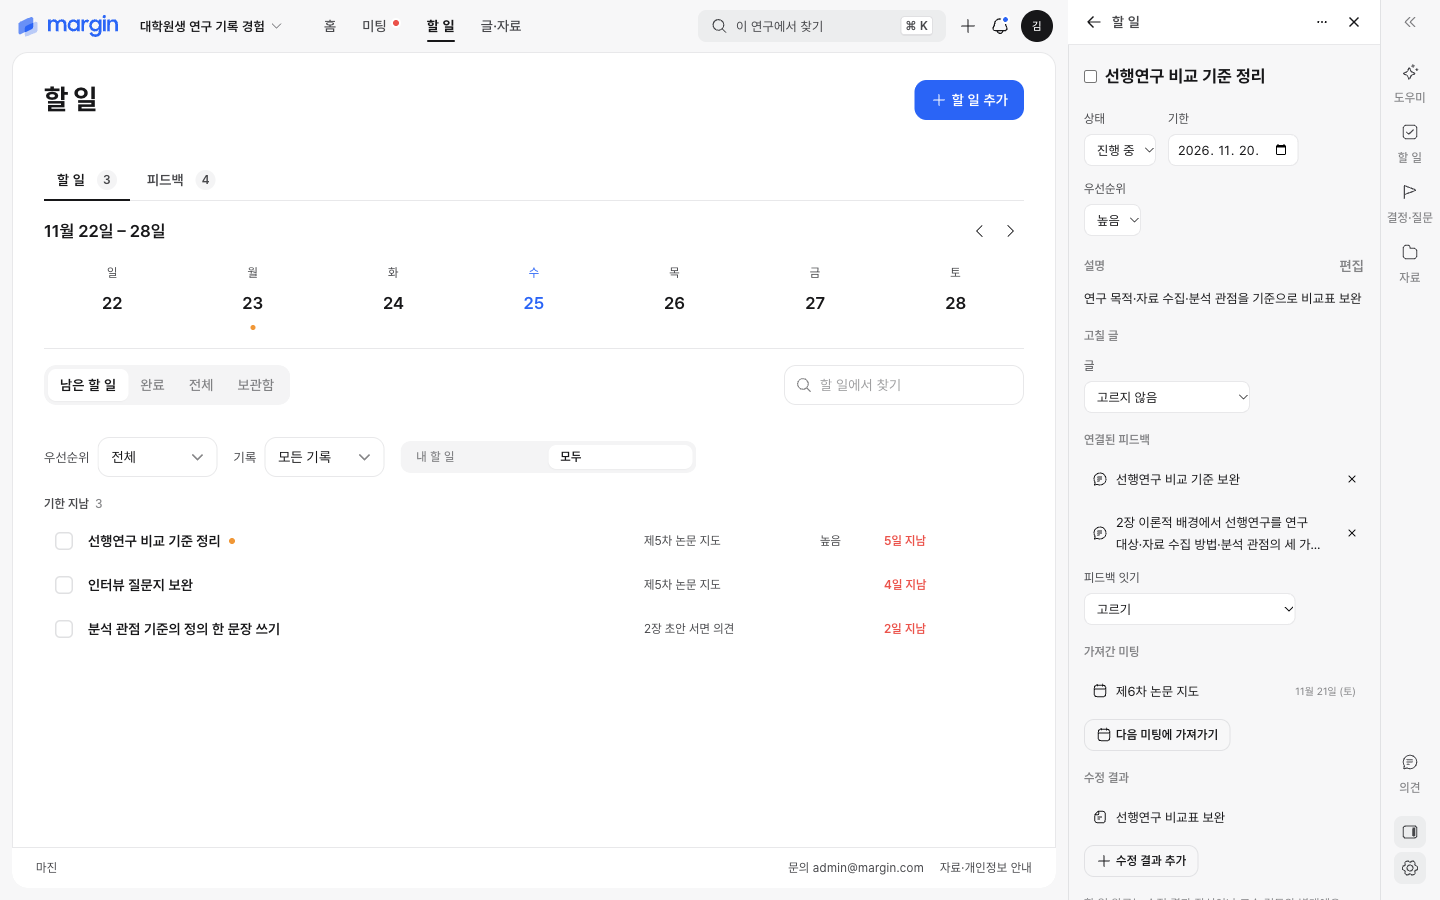 margin
대학원생 연구 기록 경험
홈
미팅
할 일
글·자료
이 연구에서 찾기
⌘ K
김
할 일
할 일 추가
할 일 3
피드백 4
11월 22일 – 28일
일 월 화 수 목 금 토
22 23 24 25 26 27 28
남은 할 일
완료
전체
보관함
할 일에서 찾기
우선순위 전체
기록 모든 기록
내 할 일
모두
기한 지남 3
선행연구 비교 기준 정리 제5차 논문 지도 높음 5일 지남
인터뷰 질문지 보완 제5차 논문 지도 4일 지남
분석 관점 기준의 정의 한 문장 쓰기 2장 초안 서면 의견 2일 지남
마진
문의 admin@margin.com
자료·개인정보 안내
할 일
선행연구 비교 기준 정리
상태
기한
진행 중
2026. 11. 20.
우선순위
높음
설명
편집
연구 목적·자료 수집·분석 관점을 기준으로 비교표 보완
고칠 글
글
고르지 않음
연결된 피드백
선행연구 비교 기준 보완
2장 이론적 배경에서 선행연구를 연구
대상·자료 수집 방법·분석 관점의 세 가...
피드백 잇기
고르기
가져간 미팅
제6차 논문 지도 11월 21일 (토)
다음 미팅에 가져가기
수정 결과
선행연구 비교표 보완
수정 결과 추가
도우미
할 일
결정·질문
자료
의견